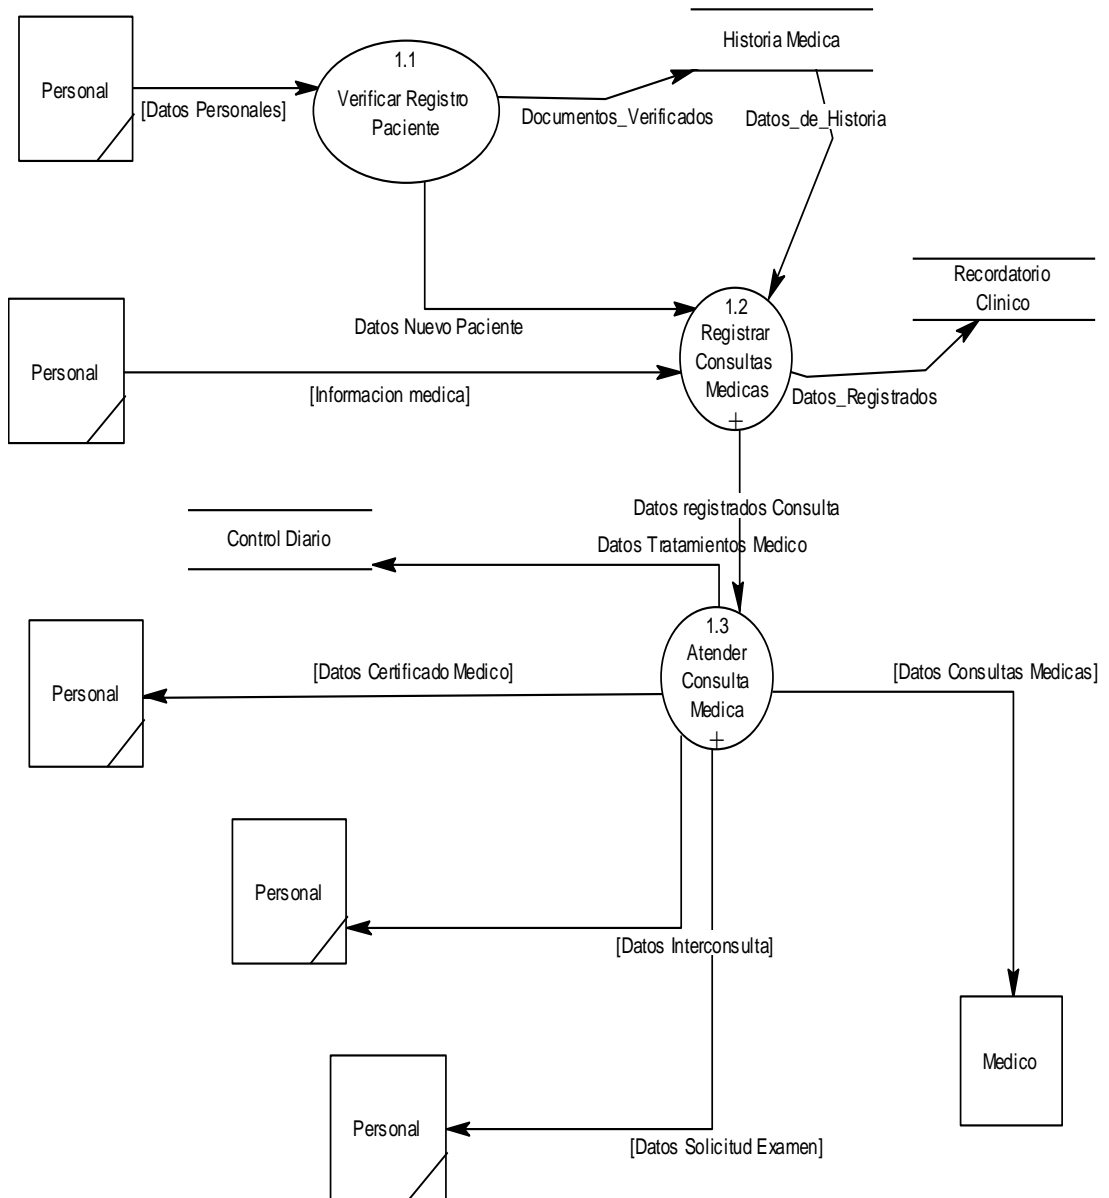 Historia Medica
1.1
Verificar Registro
Paciente
Personal
[Datos Personales]
Documentos_Verificados
Datos_de_Historia
Recordatorio
Clinico
1.2
Registrar
Consultas
Medicas
+
Datos Nuevo Paciente
Personal
[Informacion medica]
Datos_Registrados
Datos registrados Consulta
Control Diario
Datos Tratamientos Medico
1.3
Atender
Consulta
Medica
+
[Datos Certificado Medico]
[Datos Consultas Medicas]
Personal
Personal
[Datos Interconsulta]
Medico
Personal
[Datos Solicitud Examen]